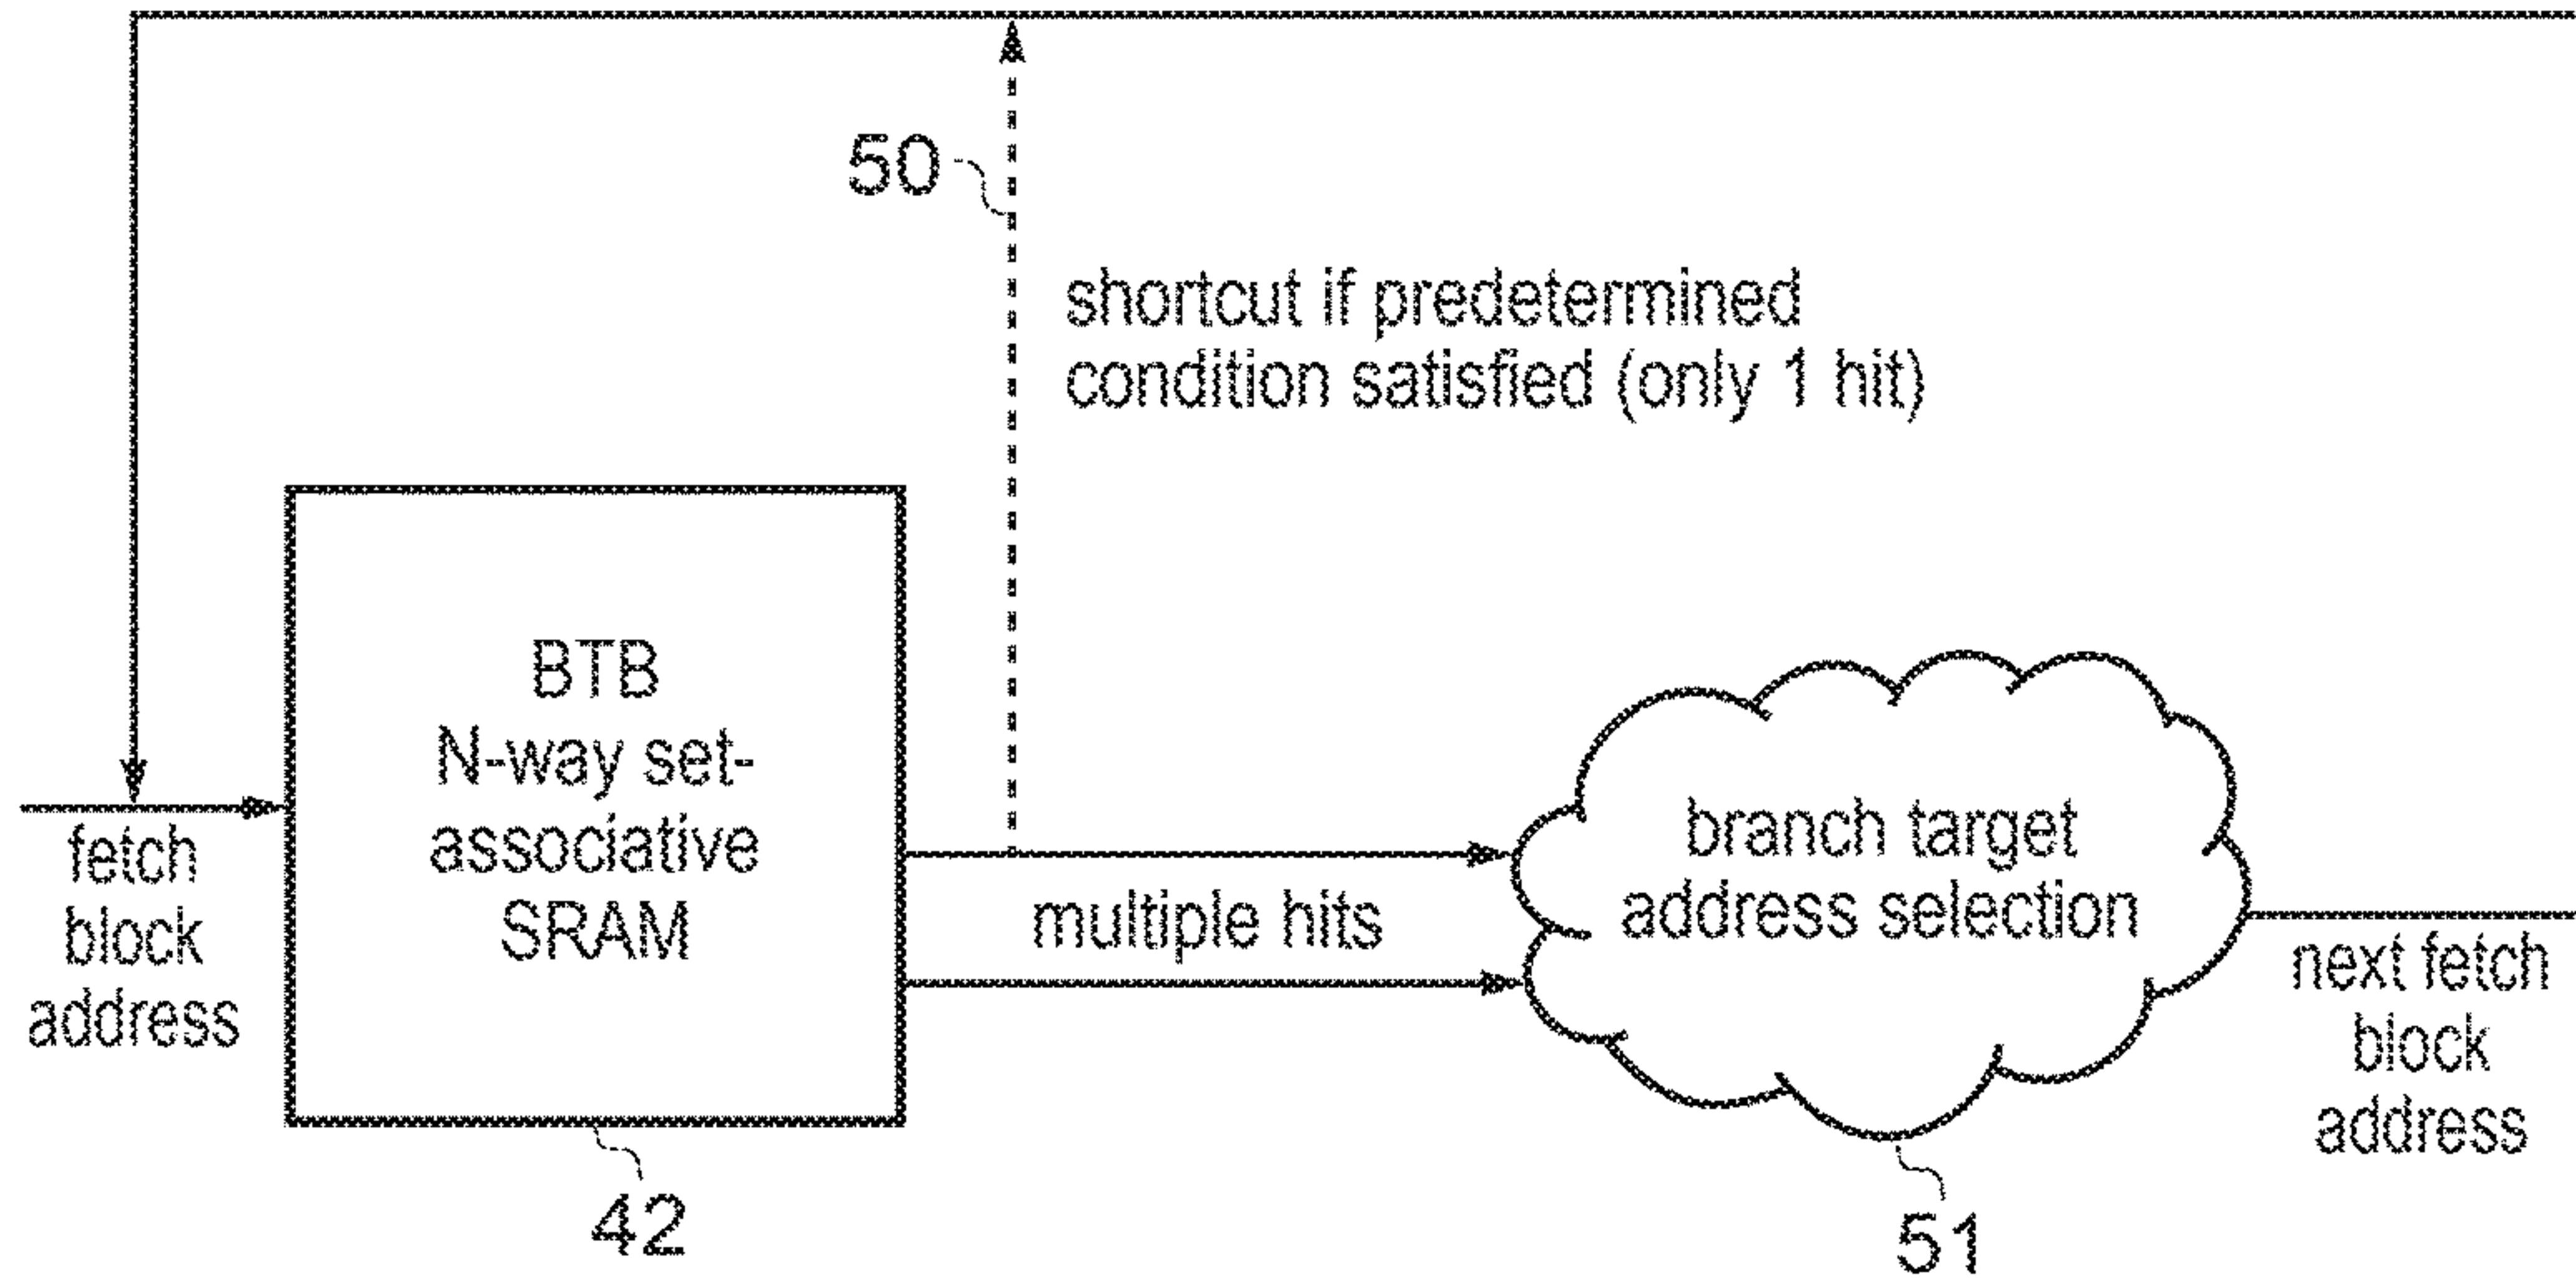 50
shortcut if predetermined
condition satisfied (only 1 hit)
BTB
N-way set-
associative
SRAM
fetch
block
address
multiple hits
branch target
address selection
next fetch
block
address
42
51